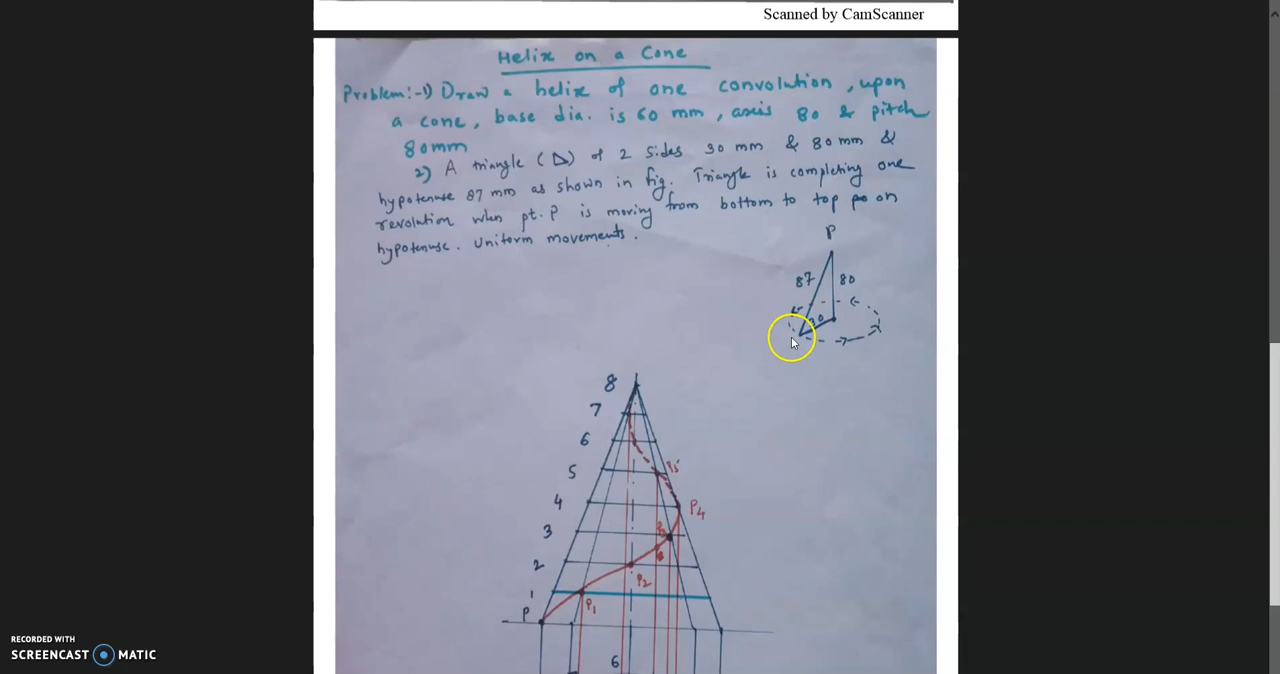 Scanned by CamScanner
Helix on a Cone
Problem:-1) Draw a helix of one convolution, upon
a cone, base dia. is 60 mm, axis 80 & pitch
80mm
2) A triangle (△) of 2 sides 30 mm & 80 mm &
hypotenuse 87 mm as shown in fig. Triangle is completing one
revolution when pt. P is moving from bottom to top on
hypotenuse. Uniform movements.
P
87 80
30
8
7
6
5 P5
4 P4
3 P3
2 P2
1 P1
P
6
RECORDED WITH
SCREENCAST MATIC